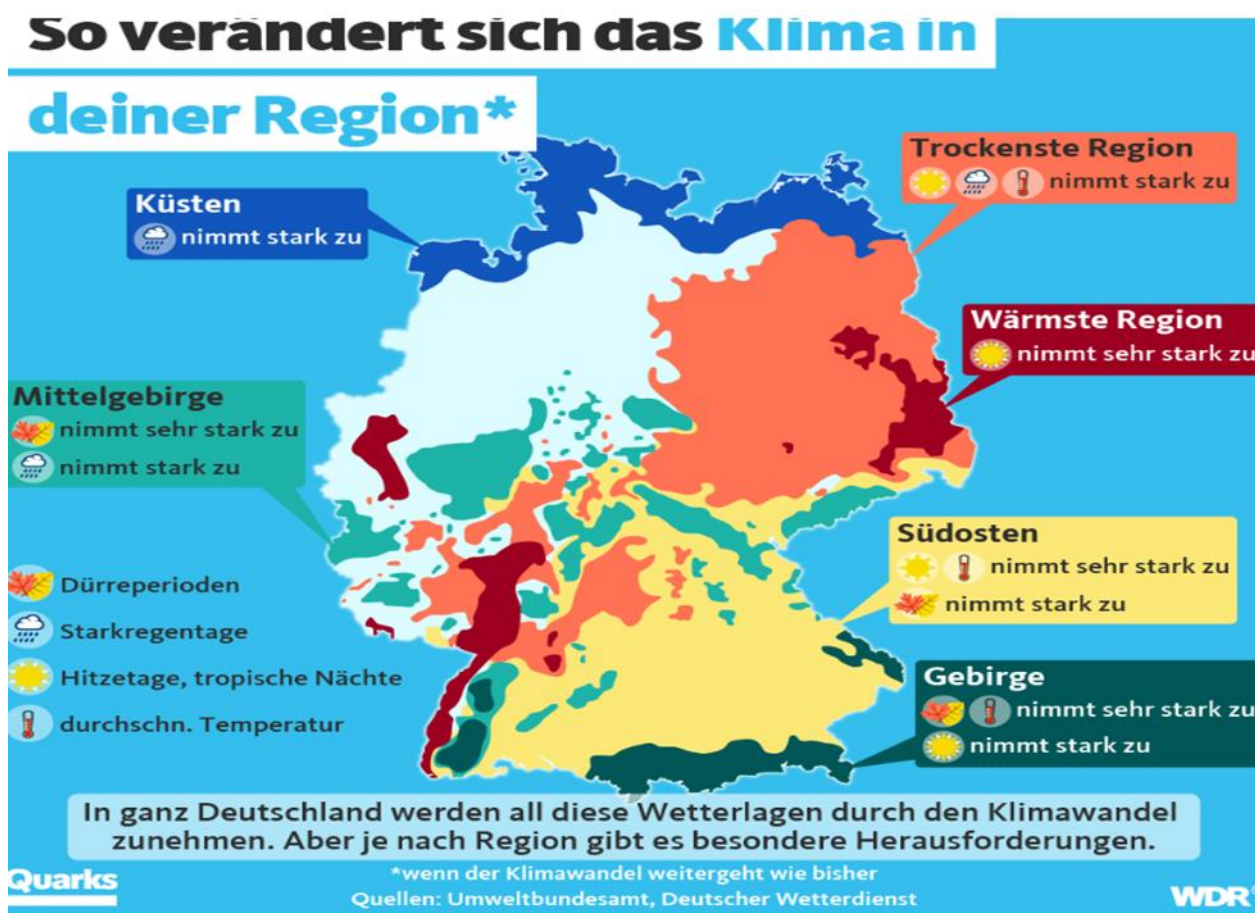 So verändert sich das Klima in
deiner Region*
Trockenste Region
nimmt stark zu
Küsten
nimmt stark zu
Wärmste Region
nimmt sehr stark zu
Mittelgebirge
nimmt sehr stark zu
nimmt stark zu
Südosten
nimmt sehr stark zu
nimmt stark zu
Dürreperioden
Starkregentage
Hitzetage, tropische Nächte
durchschn. Temperatur
Gebirge
nimmt sehr stark zu
nimmt stark zu
In ganz Deutschland werden all diese Wetterlagen durch den Klimawandel
zunehmen. Aber je nach Region gibt es besondere Herausforderungen.
*wenn der Klimawandel weitergeht wie bisher
Quellen: Umweltbundesamt, Deutscher Wetterdienst
Quarks
WDR